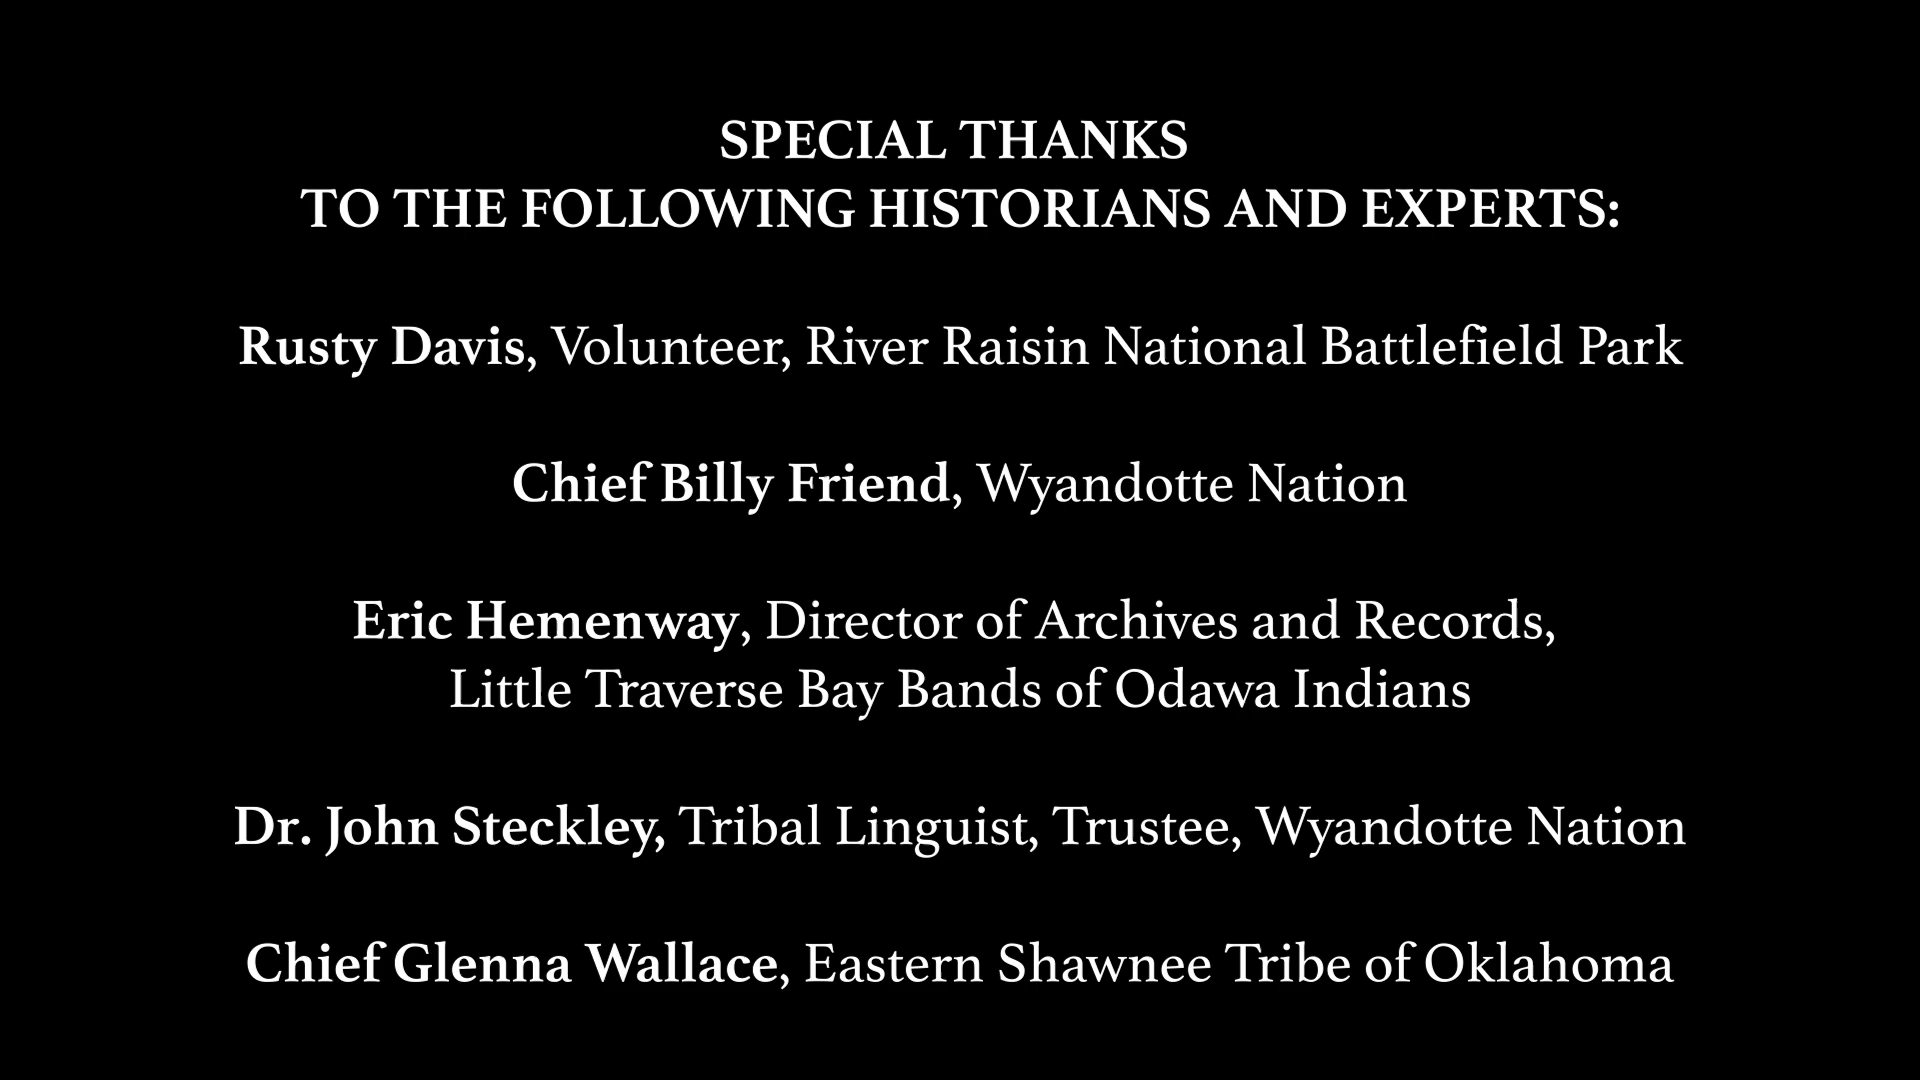 SPECIAL THANKS
TO THE FOLLOWING HISTORIANS AND EXPERTS:
Rusty Davis, Volunteer, River Raisin National Battlefield Park
Chief Billy Friend, Wyandotte Nation
Eric Hemenway, Director of Archives and Records,
Little Traverse Bay Bands of Odawa Indians
Dr. John Steckley, Tribal Linguist, Trustee, Wyandotte Nation
Chief Glenna Wallace, Eastern Shawnee Tribe of Oklahoma